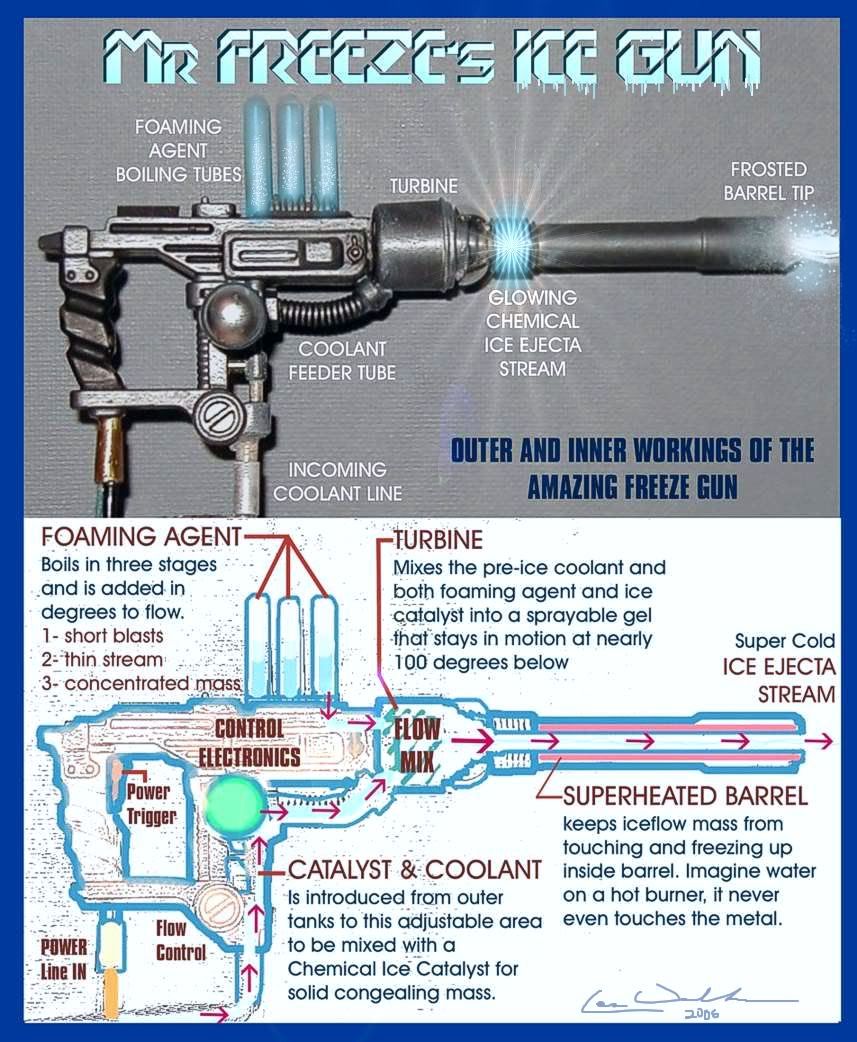 Mr FREEZE's ICE GUN
FOAMING
AGENT
BOILING TUBES
TURBINE
FROSTED
BARREL TIP
GLOWING
CHEMICAL
ICE EJECTA
STREAM
COOLANT
FEEDER TUBE
INCOMING
COOLANT LINE
OUTER AND INNER WORKINGS OF THE
AMAZING FREEZE GUN
FOAMING AGENT
Boils in three stages
and is added in
degrees to flow.
1- short blasts
2- thin stream
3- concentrated mass
TURBINE
Mixes the pre-ice coolant and
both foaming agent and ice
catalyst into a sprayable gel
that stays in motion at nearly
100 degrees below
Super Cold
ICE EJECTA
STREAM
CONTROL
ELECTRONICS
FLOW
MIX
Power
Trigger
SUPERHEATED BARREL
keeps iceflow mass from
touching and freezing up
inside barrel. Imagine water
on a hot burner, it never
even touches the metal.
CATALYST & COOLANT
Is introduced from outer
tanks to this adjustable area
to be mixed with a
Chemical Ice Catalyst for
solid congealing mass.
Flow
Control
POWER
Line IN
2006